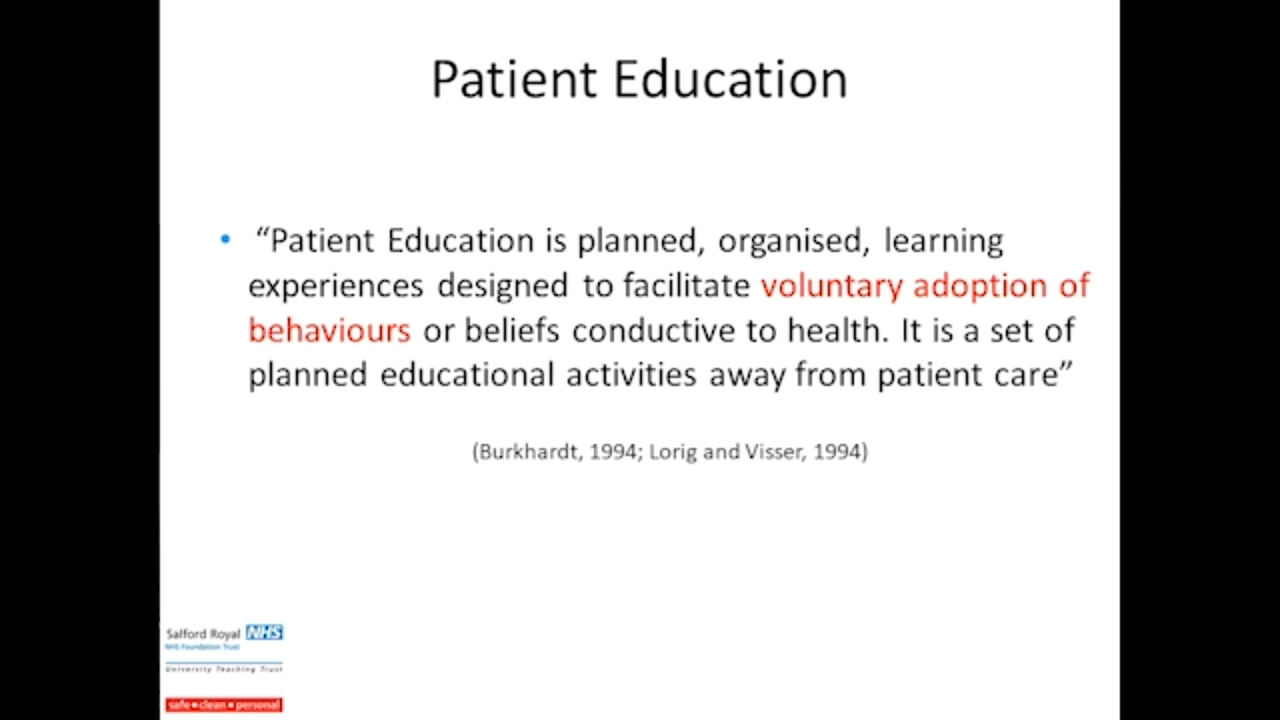 Patient Education
• “Patient Education is planned, organised, learning
experiences designed to facilitate voluntary adoption of
behaviours or beliefs conductive to health. It is a set of
planned educational activities away from patient care”
(Burkhardt, 1994; Lorig and Visser, 1994)
Salford Royal NHS
NHS Foundation Trust
University Teaching Trust
safe • clean • personal